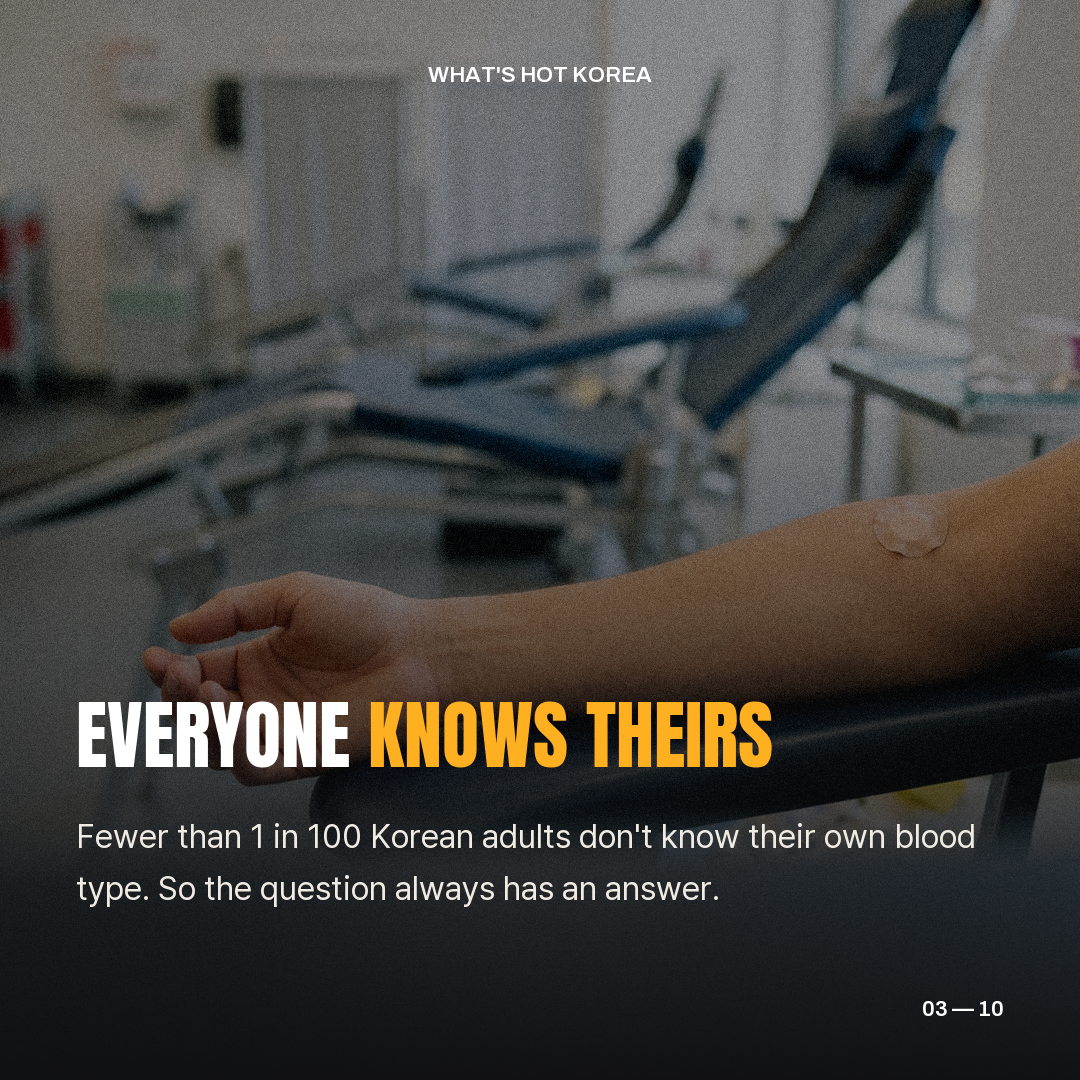 WHAT'S HOT KOREA
EVERYONE KNOWS THEIRS
Fewer than 1 in 100 Korean adults don't know their own blood
type. So the question always has an answer.
03 — 10